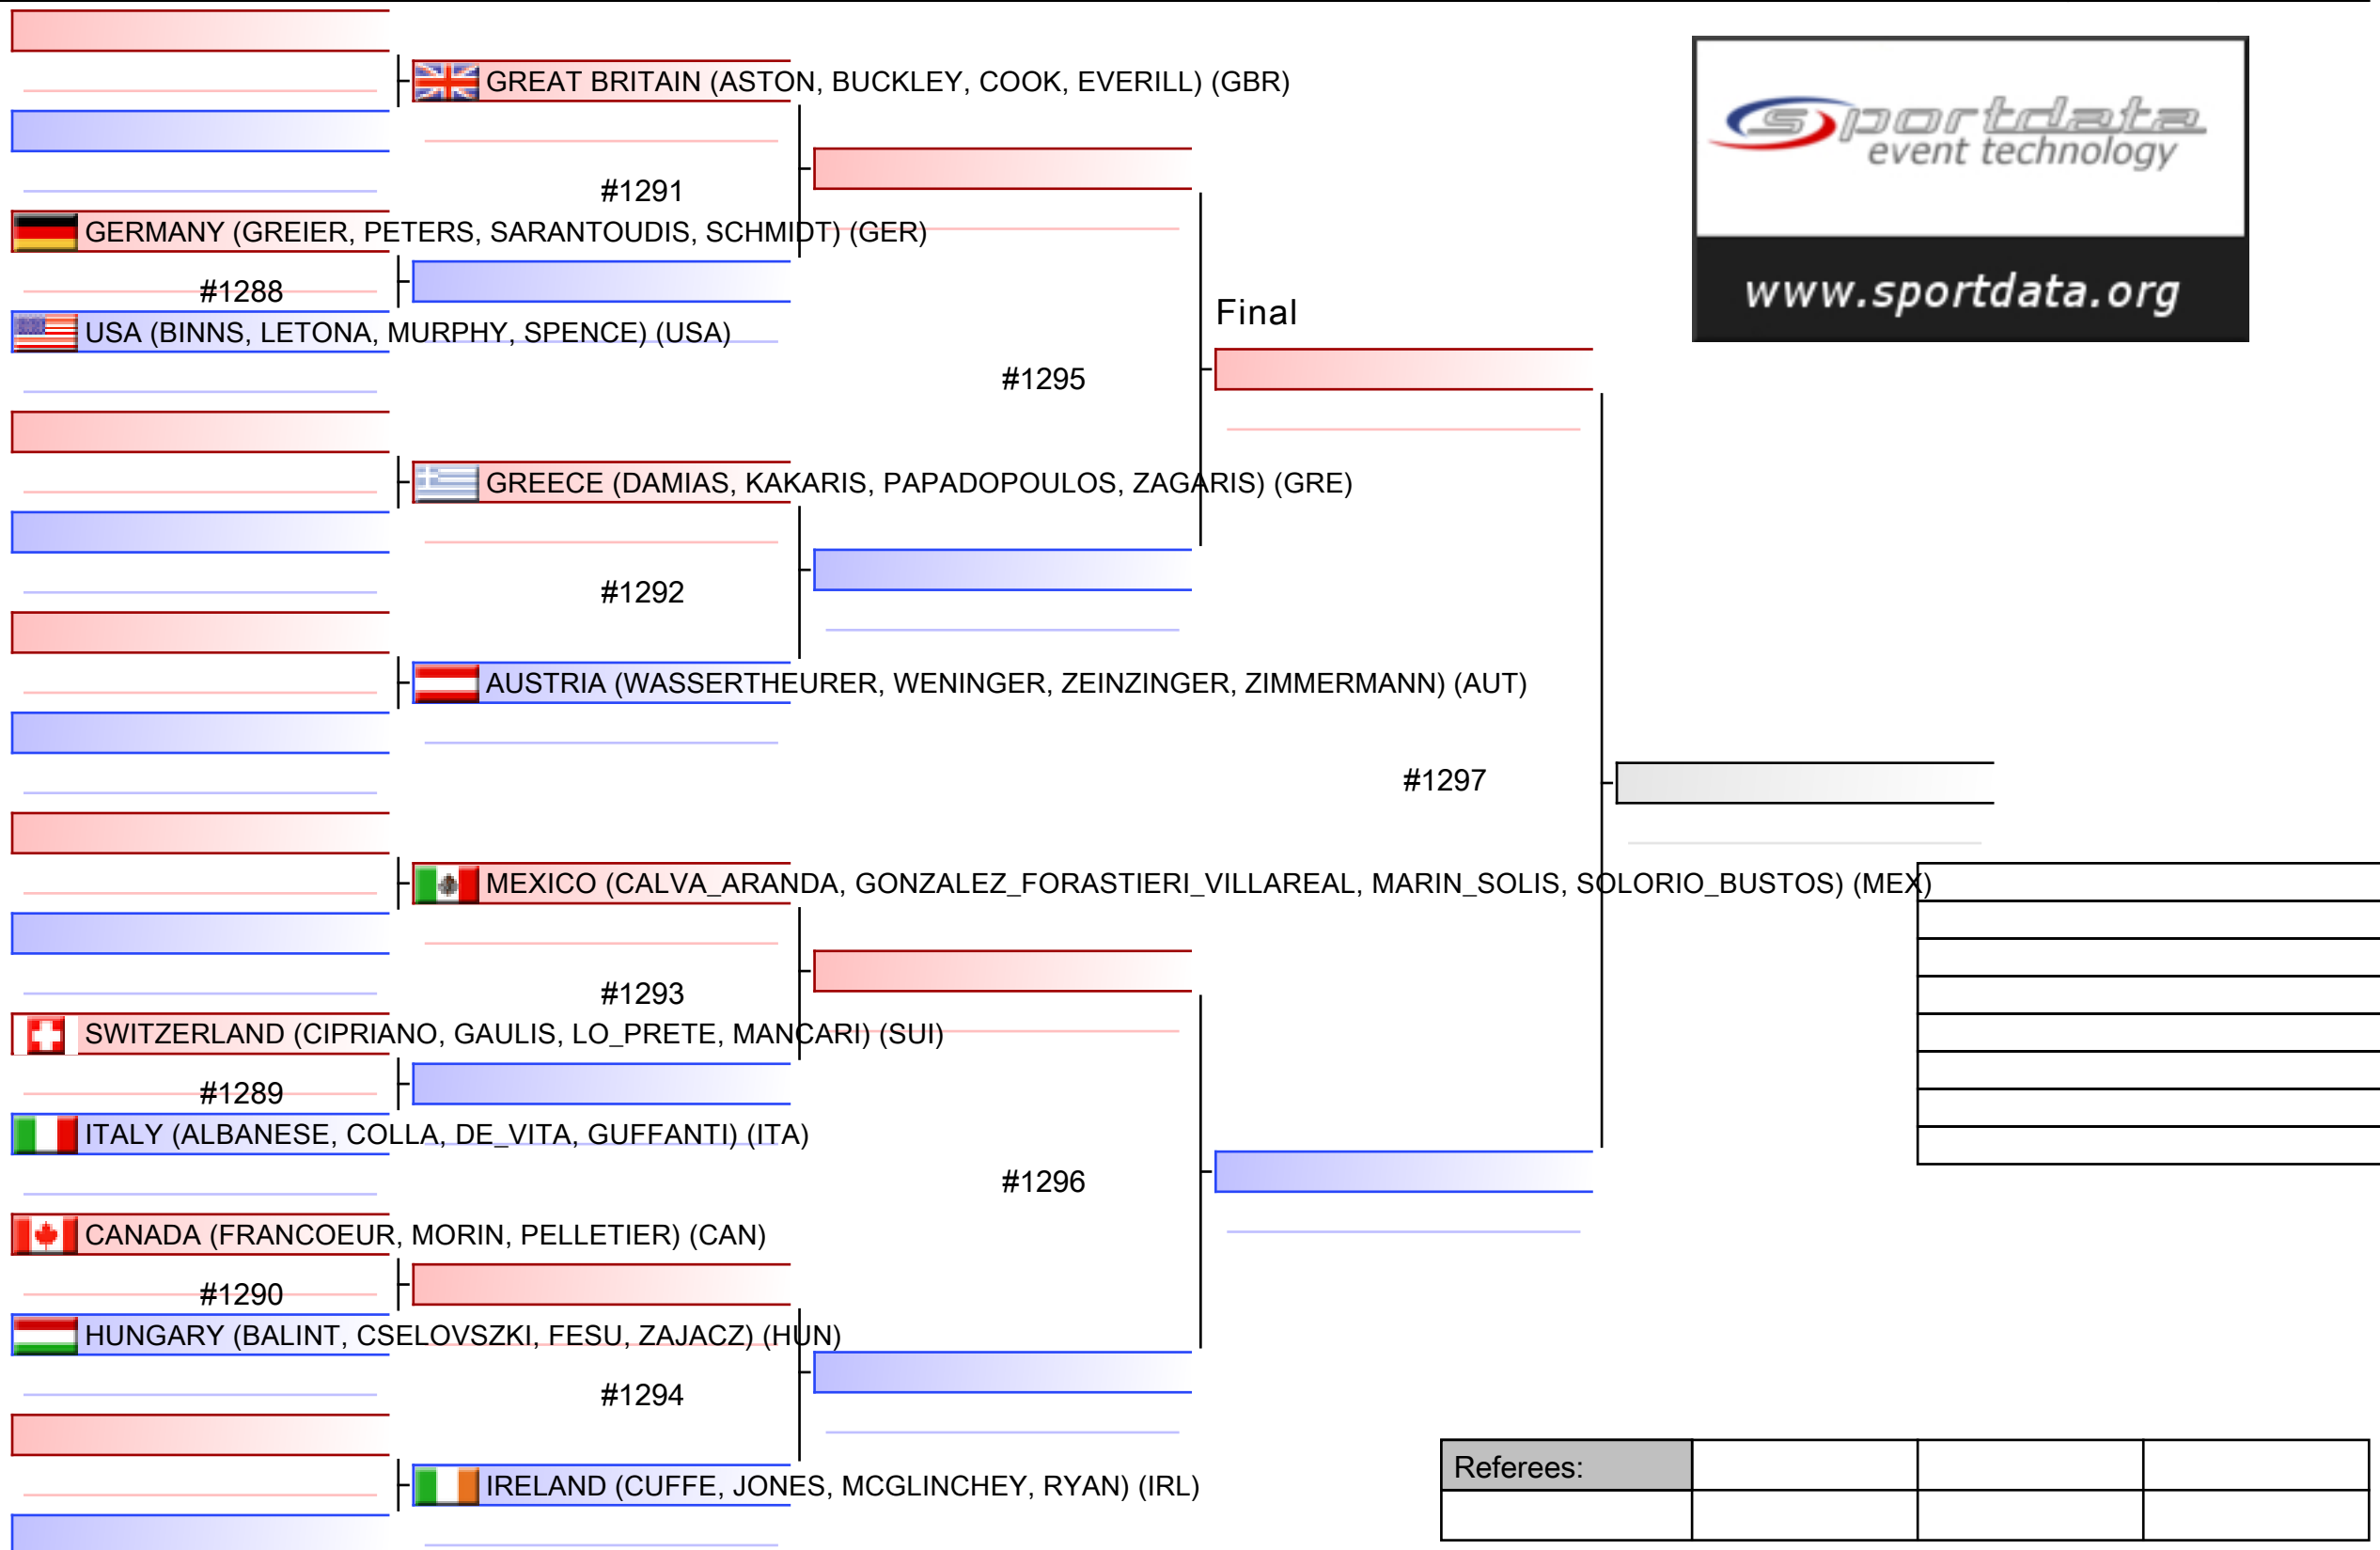 GREAT BRITAIN (ASTON, BUCKLEY, COOK, EVERILL) (GBR)
sportdata
event technology
www.sportdata.org
#1291
GERMANY (GREIER, PETERS, SARANTOUDIS, SCHMIDT) (GER)
#1288
USA (BINNS, LETONA, MURPHY, SPENCE) (USA)
Final
#1295
GREECE (DAMIAS, KAKARIS, PAPADOPOULOS, ZAGARIS) (GRE)
#1292
AUSTRIA (WASSERTHEURER, WENINGER, ZEINZINGER, ZIMMERMANN) (AUT)
#1297
MEXICO (CALVA_ARANDA, GONZALEZ_FORASTIERI_VILLAREAL, MARIN_SOLIS, SOLORIO_BUSTOS) (MEX)
#1293
SWITZERLAND (CIPRIANO, GAULIS, LO_PRETE, MANCARI) (SUI)
#1289
ITALY (ALBANESE, COLLA, DE_VITA, GUFFANTI) (ITA)
#1296
CANADA (FRANCOEUR, MORIN, PELLETIER) (CAN)
#1290
HUNGARY (BALINT, CSELOVSZKI, FESU, ZAJACZ) (HUN)
#1294
Referees:
IRELAND (CUFFE, JONES, MCGLINCHEY, RYAN) (IRL)